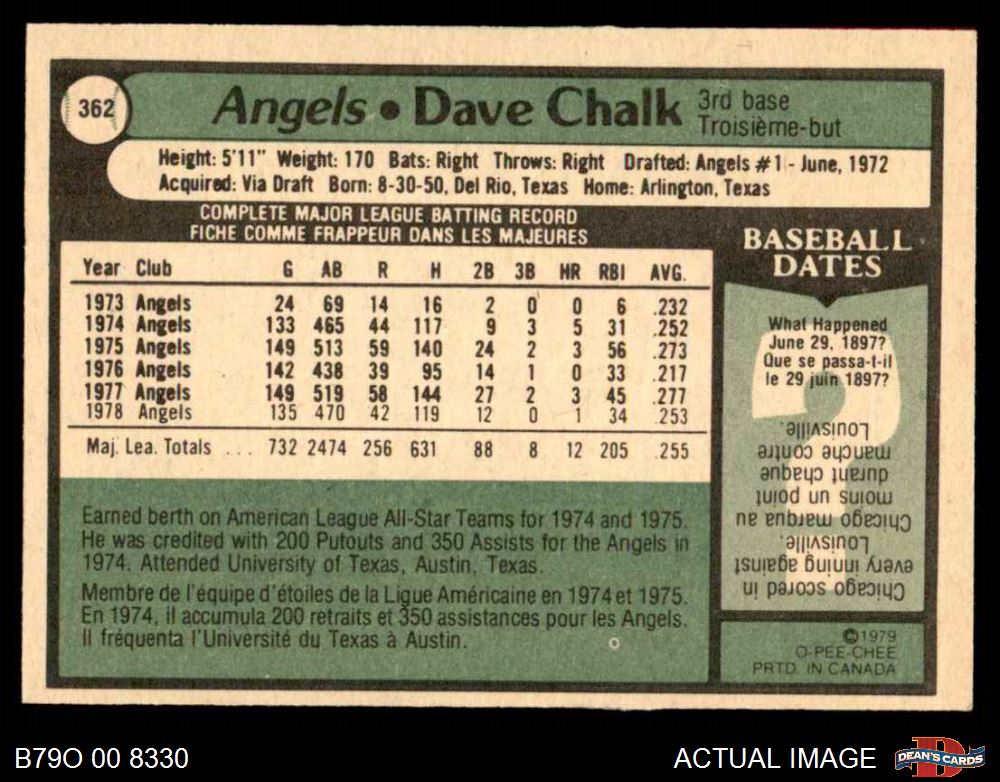 362
Angels • Dave Chalk
3rd base
Troisième-but
Height: 5'11" Weight: 170 Bats: Right Throws: Right Drafted: Angels #1 - June, 1972
Acquired: Via Draft Born: 8-30-50, Del Rio, Texas Home: Arlington, Texas
COMPLETE MAJOR LEAGUE BATTING RECORD
FICHE COMME FRAPPEUR DANS LES MAJEURES
Year Club G AB R H 2B 3B HR RBI AVG.
1973 Angels 24 69 14 16 2 0 0 6 .232
1974 Angels 133 465 44 117 9 3 5 31 .252
1975 Angels 149 513 59 140 24 2 3 56 .273
1976 Angels 142 438 39 95 14 1 0 33 .217
1977 Angels 149 519 58 144 27 2 3 45 .277
1978 Angels 135 470 42 119 12 0 1 34 .253
Maj. Lea. Totals ... 732 2474 256 631 88 8 12 205 .255
Earned berth on American League All-Star Teams for 1974 and 1975.
He was credited with 200 Putouts and 350 Assists for the Angels in
1974. Attended University of Texas, Austin, Texas.
Membre de l'équipe d'étoiles de la Ligue Américaine en 1974 et 1975.
En 1974, il accumula 200 retraits et 350 assistances pour les Angels.
Il fréquenta l'Université du Texas à Austin.
BASEBALL
DATES
What Happened
June 29, 1897?
Que se passa-t-il
le 29 juin 1897?
Chicago scored in
every inning against
Louisville.
Chicago marqua au
moins un point
durant chaque
manche contre
Louisville.
©1979
O-PEE-CHEE
PRTD. IN CANADA
B79O 00 8330
ACTUAL IMAGE
D
DEAN'S CARDS